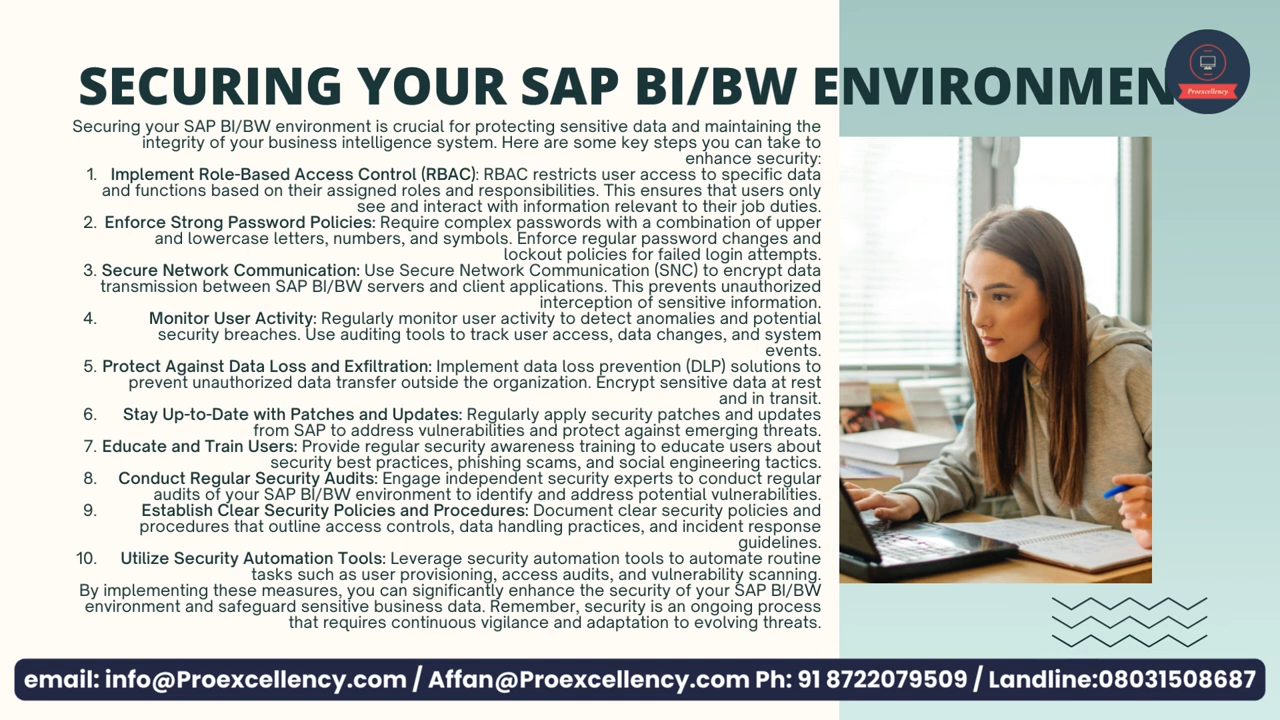 SECURING YOUR SAP BI/BW ENVIRONMEN
Proexcellency
Securing your SAP BI/BW environment is crucial for protecting sensitive data and maintaining the
integrity of your business intelligence system. Here are some key steps you can take to
enhance security:
1. Implement Role-Based Access Control (RBAC): RBAC restricts user access to specific data
and functions based on their assigned roles and responsibilities. This ensures that users only
see and interact with information relevant to their job duties.
2. Enforce Strong Password Policies: Require complex passwords with a combination of upper
and lowercase letters, numbers, and symbols. Enforce regular password changes and
lockout policies for failed login attempts.
3. Secure Network Communication: Use Secure Network Communication (SNC) to encrypt data
transmission between SAP BI/BW servers and client applications. This prevents unauthorized
interception of sensitive information.
4. Monitor User Activity: Regularly monitor user activity to detect anomalies and potential
security breaches. Use auditing tools to track user access, data changes, and system
events.
5. Protect Against Data Loss and Exfiltration: Implement data loss prevention (DLP) solutions to
prevent unauthorized data transfer outside the organization. Encrypt sensitive data at rest
and in transit.
6. Stay Up-to-Date with Patches and Updates: Regularly apply security patches and updates
from SAP to address vulnerabilities and protect against emerging threats.
7. Educate and Train Users: Provide regular security awareness training to educate users about
security best practices, phishing scams, and social engineering tactics.
8. Conduct Regular Security Audits: Engage independent security experts to conduct regular
audits of your SAP BI/BW environment to identify and address potential vulnerabilities.
9. Establish Clear Security Policies and Procedures: Document clear security policies and
procedures that outline access controls, data handling practices, and incident response
guidelines.
10. Utilize Security Automation Tools: Leverage security automation tools to automate routine
tasks such as user provisioning, access audits, and vulnerability scanning.
By implementing these measures, you can significantly enhance the security of your SAP BI/BW
environment and safeguard sensitive business data. Remember, security is an ongoing process
that requires continuous vigilance and adaptation to evolving threats.
email: info@Proexcellency.com / Affan@Proexcellency.com Ph: 91 8722079509 / Landline:08031508687